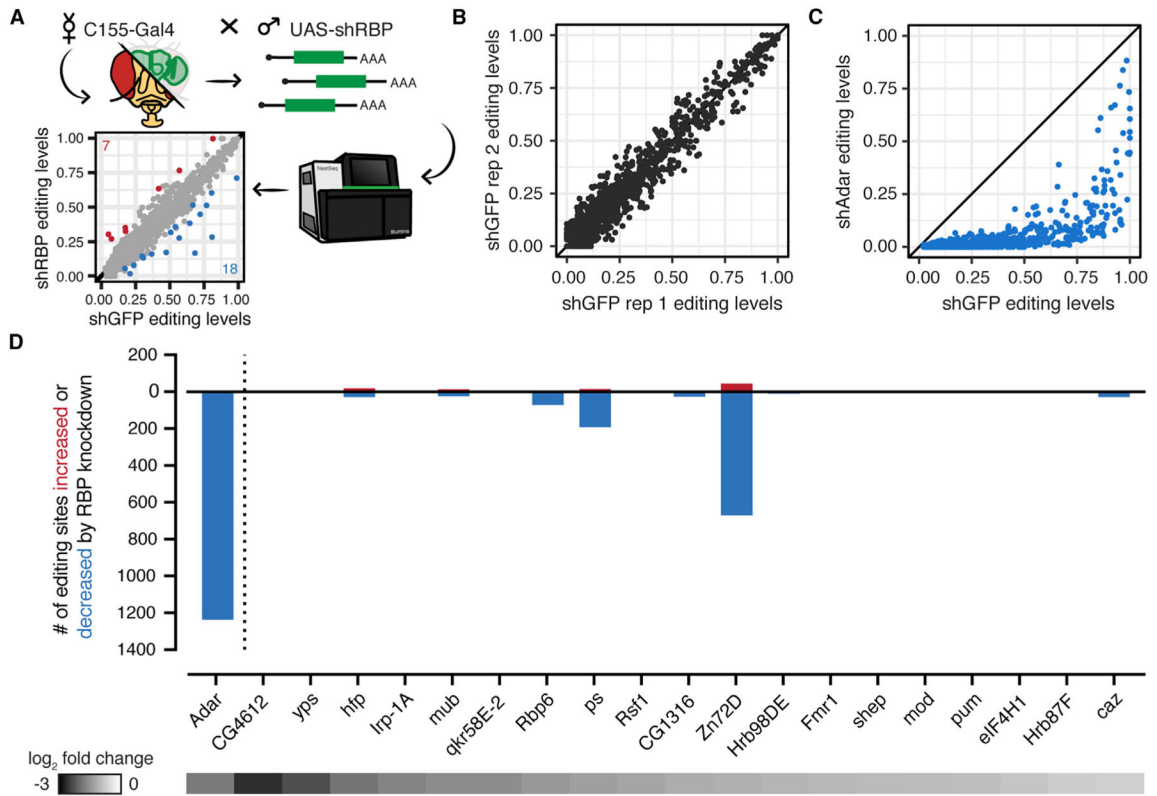 A
C155-Gal4
×
UAS-shRBP
AAA
AAA
AAA
NextSeq
illumina
shRBP editing levels
1.00
0.75
0.50
0.25
0.00
7
18
0.00 0.25 0.50 0.75 1.00
shGFP editing levels
B
shGFP rep 2 editing levels
1.00
0.75
0.50
0.25
0.00
0.00 0.25 0.50 0.75 1.00
shGFP rep 1 editing levels
C
shAdar editing levels
1.00
0.75
0.50
0.25
0.00
0.00 0.25 0.50 0.75 1.00
shGFP editing levels
D
# of editing sites increased or
decreased by RBP knockdown
200
0
200
400
600
800
1000
1200
1400
Adar
CG4612
yps
hfp
Irp-1A
mub
qkr58E-2
Rbp6
ps
Rsf1
CG1316
Zn72D
Hrb98DE
Fmr1
shep
mod
pum
eIF4H1
Hrb87F
caz
log2 fold change
-3 0